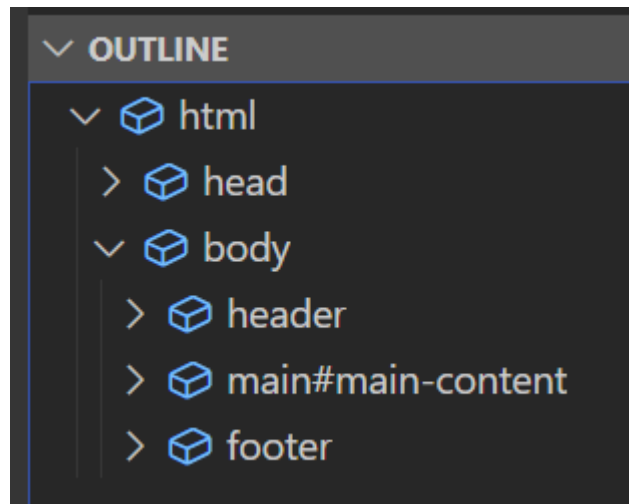 OUTLINE
html
head
body
header
main#main-content
footer